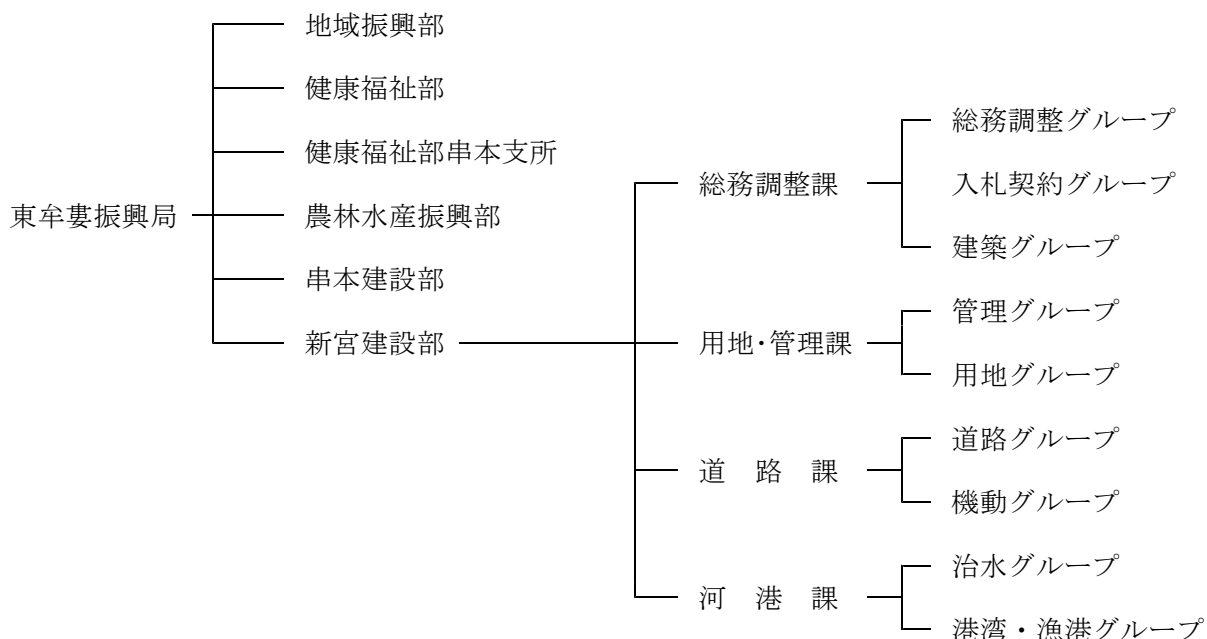 地域振興部
健康福祉部
健康福祉部串本支所
東牟婁振興局
農林水産振興部
串本建設部
新宮建設部
総務調整課
総務調整グループ
入札契約グループ
建築グループ
用地・管理課
管理グループ
用地グループ
道　路　課
道路グループ
機動グループ
河　港　課
治水グループ
港湾・漁港グループ